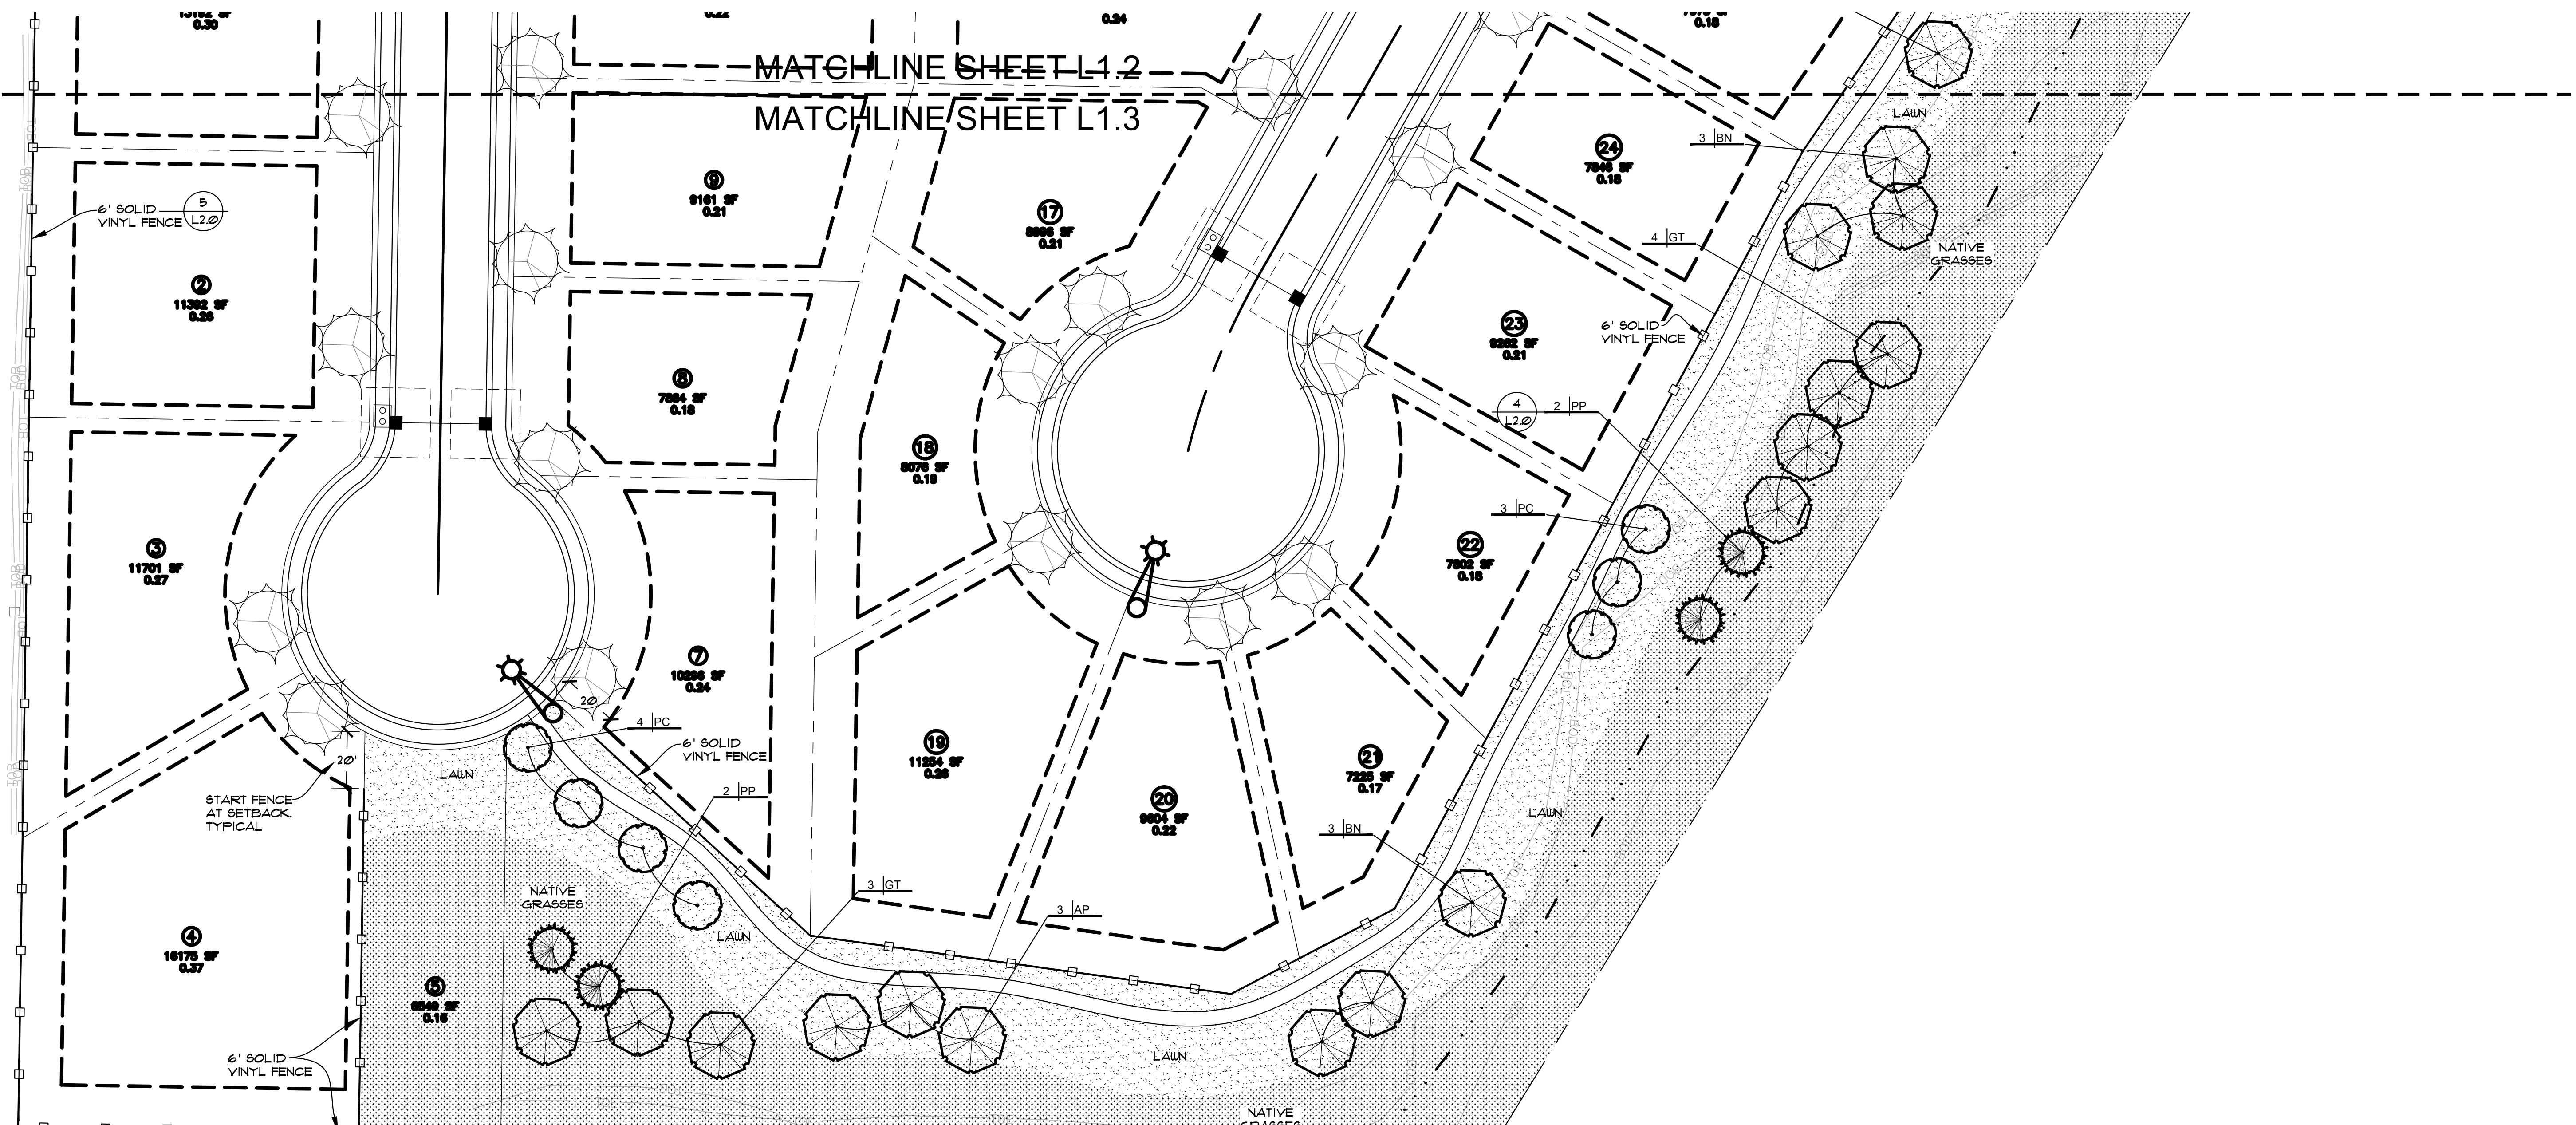 0.30
0.24
0.18
MATCHLINE SHEET L1.2
MATCHLINE SHEET L1.3
LAWN
3 BN
24
7846 SF
0.18
9
9161 SF
0.21
17
8996 SF
0.21
6' SOLID
VINYL FENCE
5
L2.0
4 GT
NATIVE
GRASSES
2
11392 SF
0.26
23
9262 SF
0.21
6' SOLID
VINYL FENCE
8
7864 SF
0.18
4
L2.0
2 PP
18
8076 SF
0.19
3 PC
3
11701 SF
0.27
22
7802 SF
0.18
7
10296 SF
0.24
20'
4 PC
6' SOLID
VINYL FENCE
19
11254 SF
0.26
21
7225 SF
0.17
20'
LAWN
START FENCE
AT SETBACK
TYPICAL
2 PP
20
9604 SF
0.22
LAWN
3 BN
NATIVE
GRASSES
3 GT
3 AP
4
16175 SF
0.37
LAWN
5
0.16
6' SOLID
VINYL FENCE
LAWN
NATIVE
GRASSES